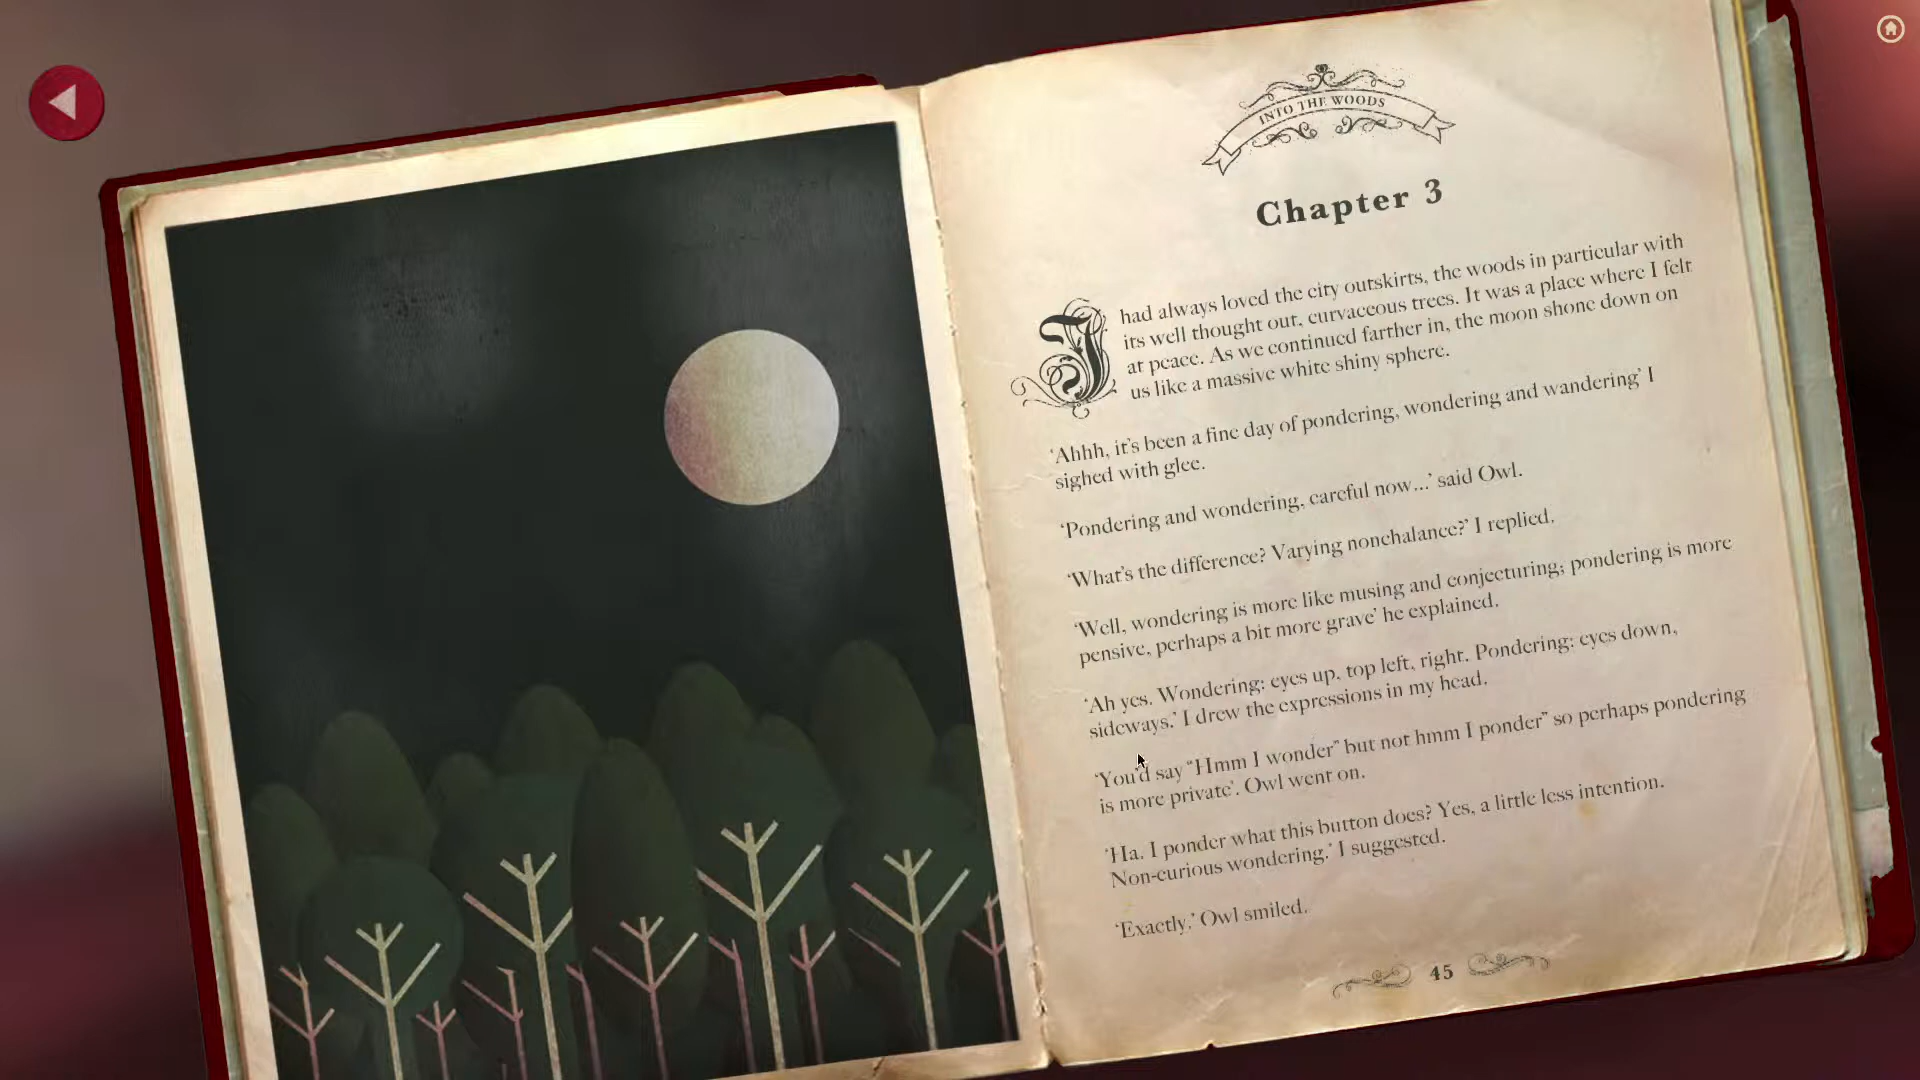 INTO THE WOODS
Chapter 3
I had always loved the city outskirts, the woods in particular with
its well thought out, curvaceous trees. It was a place where I felt
at peace. As we continued farther in, the moon shone down on
us like a massive white shiny sphere.
‘Ahhh, it’s been a fine day of pondering, wondering and wandering’ I
sighed with glee.
‘Pondering and wondering, careful now...’ said Owl.
‘What’s the difference? Varying nonchalance?’ I replied.
‘Well, wondering is more like musing and conjecturing; pondering is more
pensive, perhaps a bit more grave’ he explained.
‘Ah yes. Wondering: eyes up, top left, right. Pondering: eyes down,
sideways.’ I drew the expressions in my head.
‘You’d say “Hmm I wonder” but not hmm I ponder” so perhaps pondering
is more private’. Owl went on.
‘Ha. I ponder what this button does? Yes, a little less intention.
Non-curious wondering.’ I suggested.
‘Exactly.’ Owl smiled.
45